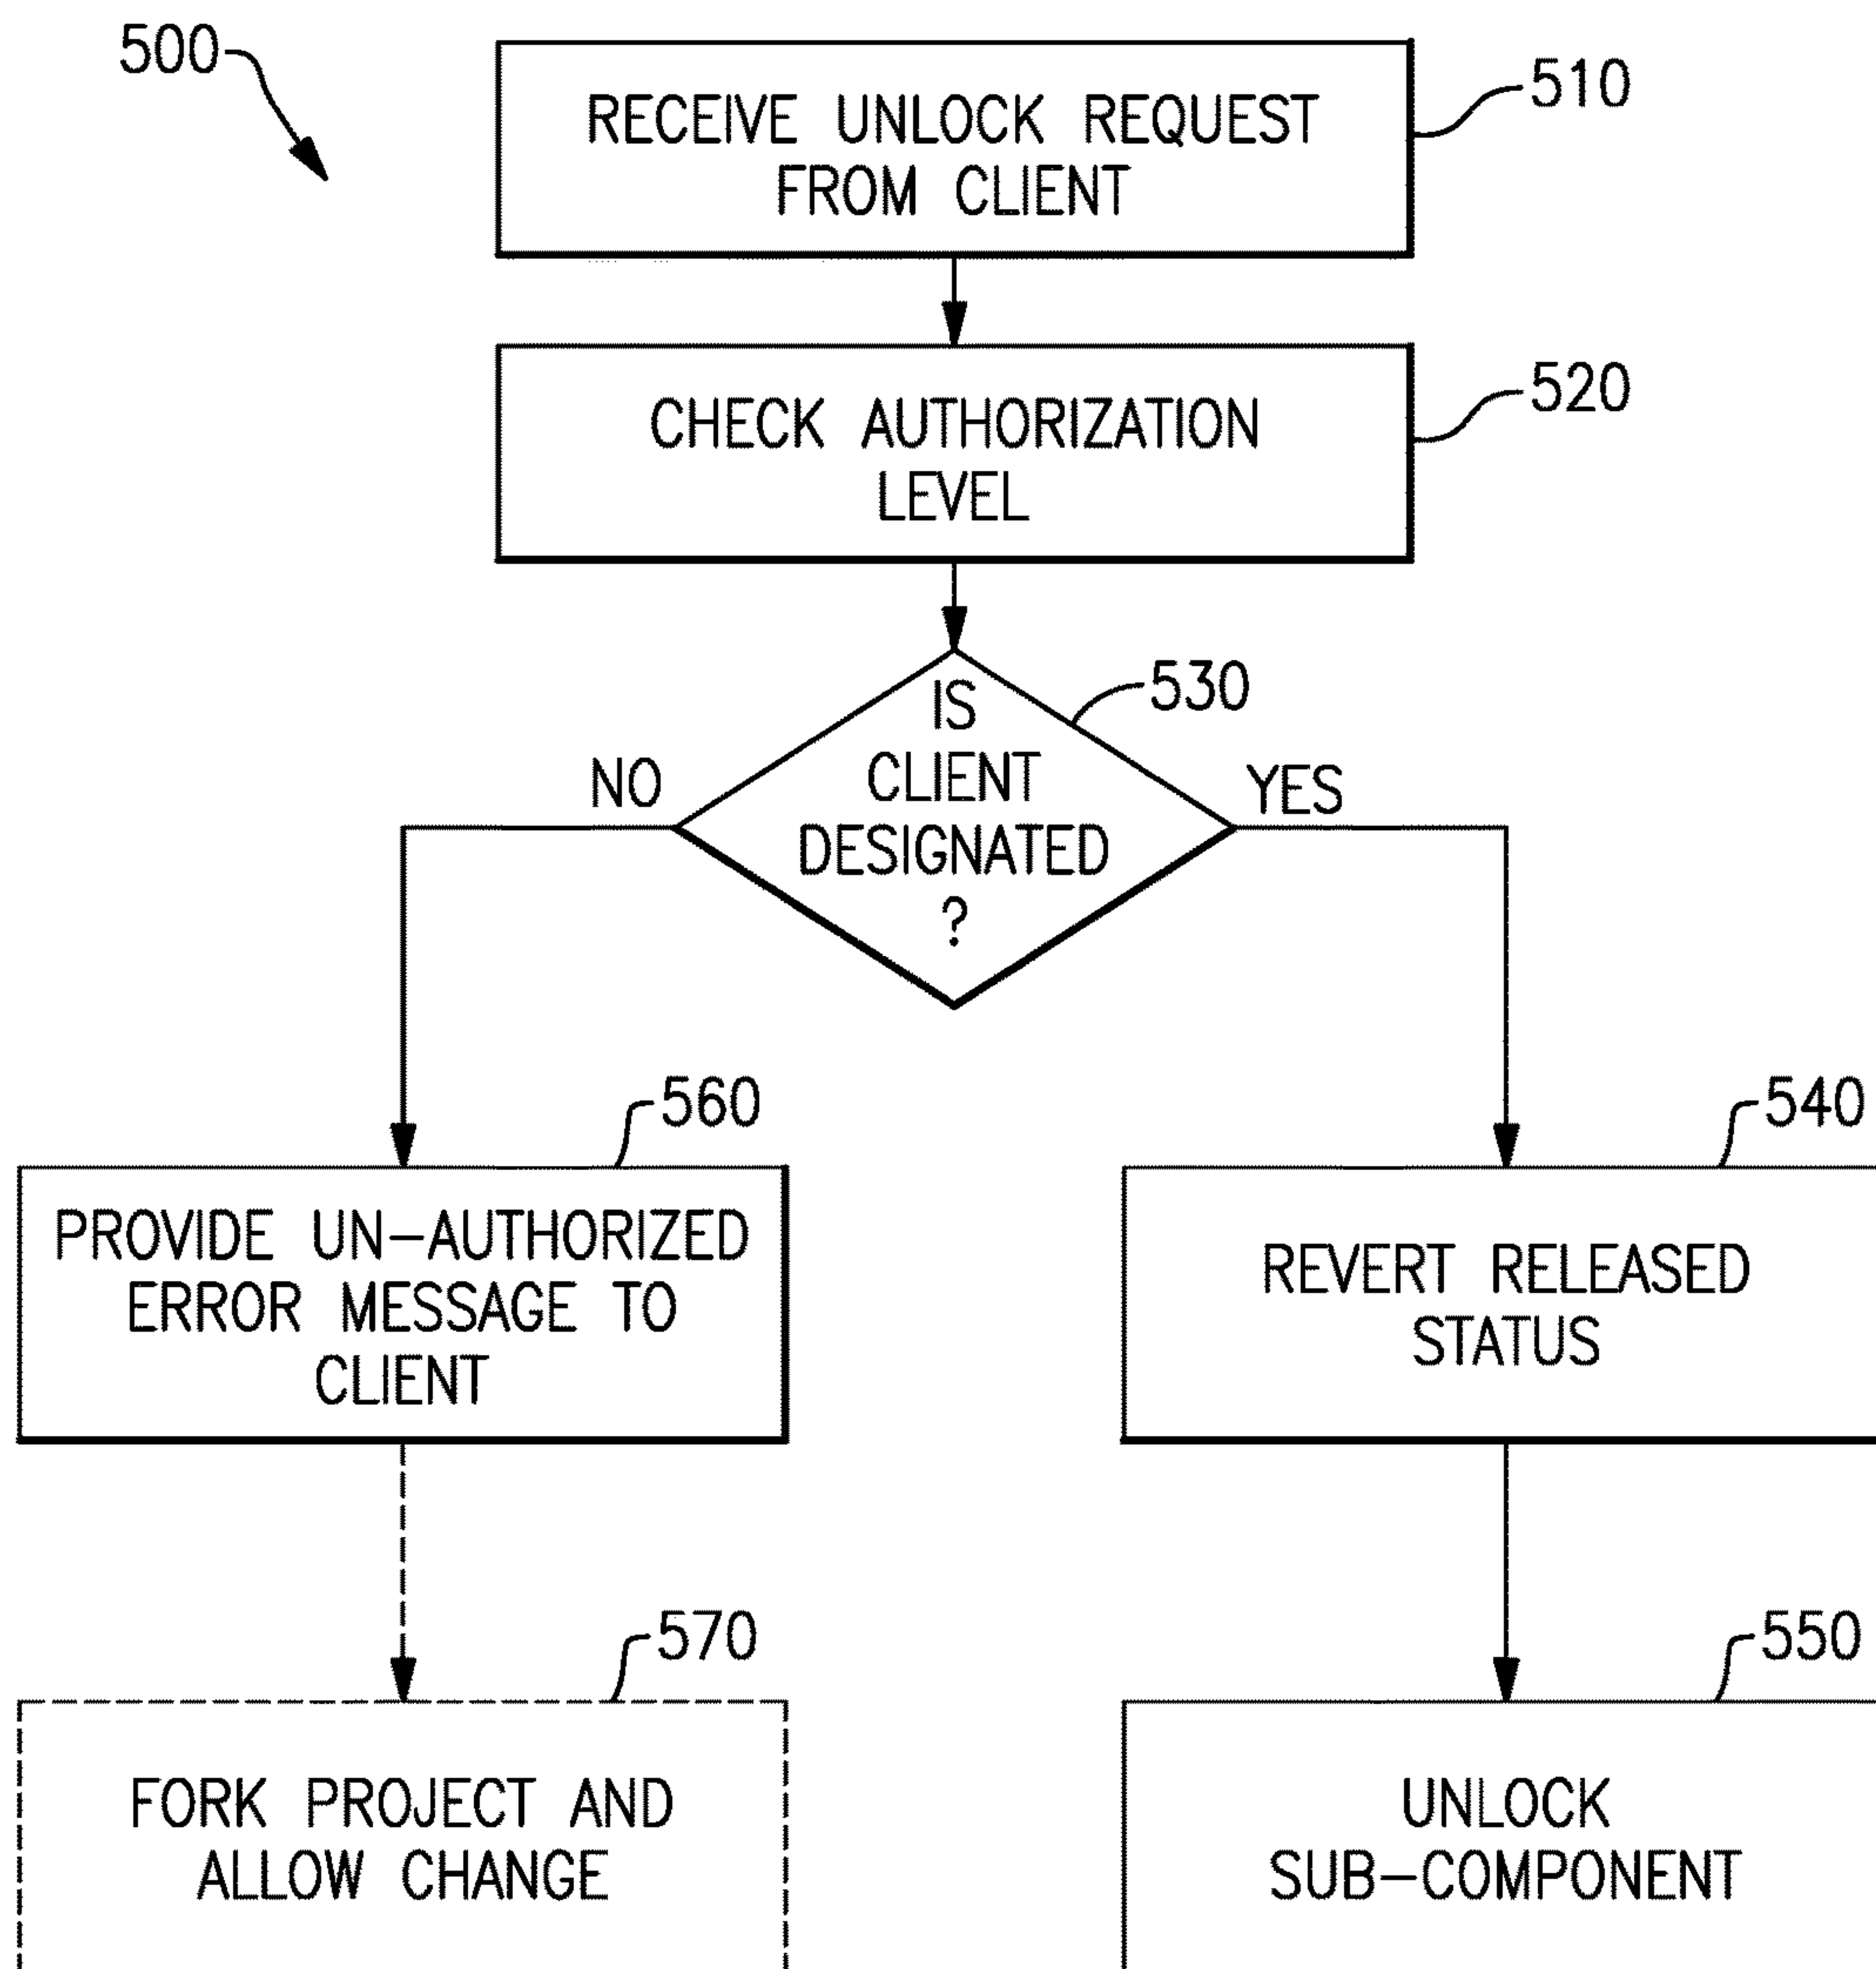 500
RECEIVE UNLOCK REQUEST
FROM CLIENT
510
CHECK AUTHORIZATION
LEVEL
520
IS
CLIENT
DESIGNATED
?
530
NO
YES
560
PROVIDE UN-AUTHORIZED
ERROR MESSAGE TO
CLIENT
540
REVERT RELEASED
STATUS
570
FORK PROJECT AND
ALLOW CHANGE
550
UNLOCK
SUB-COMPONENT